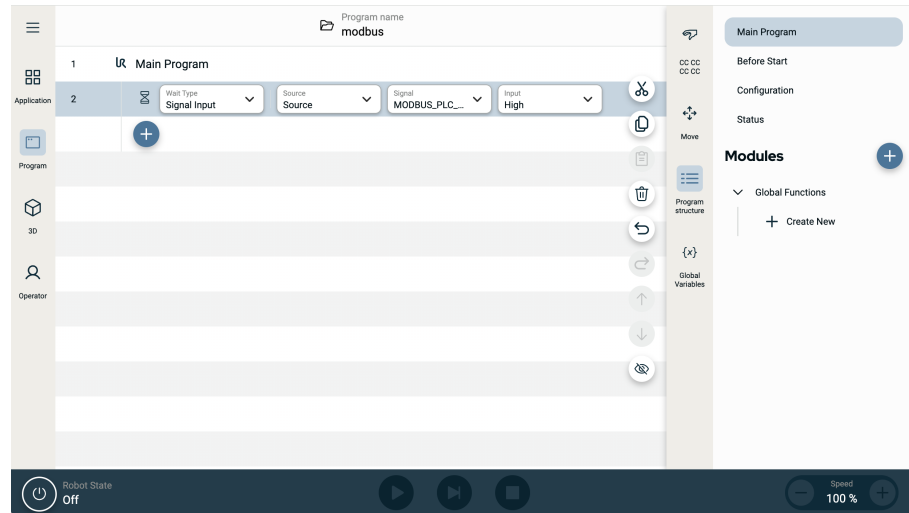 Program name
modbus
Application
Program
3D
Operator
1 Main Program
2 Wait Type Signal Input Source Source Signal MODBUS_PLC_... Input High
CC CC
CC CC
Move
Program
structure
{x}
Global
Variables
Main Program
Before Start
Configuration
Status
Modules
Global Functions
Create New
Robot State
Off
Speed
100 %